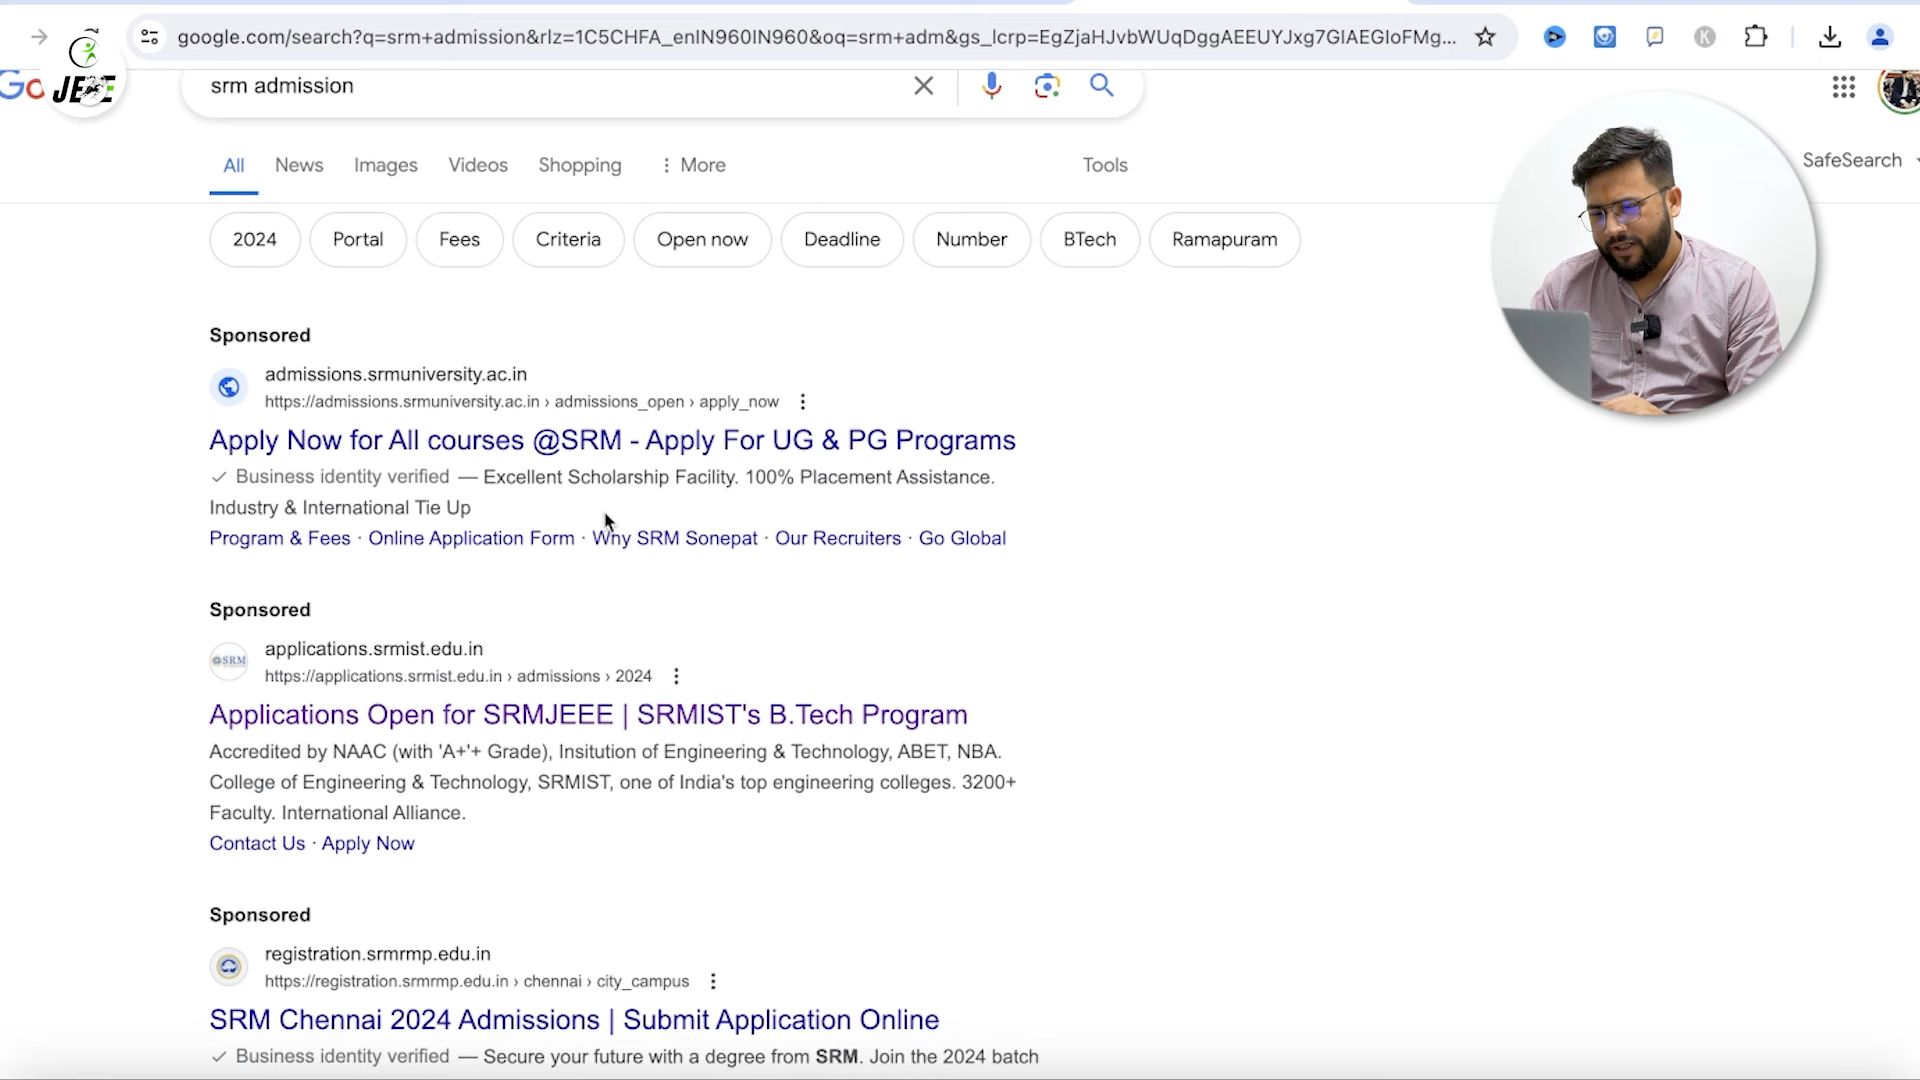 google.com/search?q=srm+admission&rlz=1C5CHFA_enIN960IN960&oq=srm+adm&gs_lcrp=EgZjaHJvbWUqDggAEEUYJxg7GIAEGIoFMg...
Go
JEEE
srm admission
All News Images Videos Shopping More Tools SafeSearch
2024 Portal Fees Criteria Open now Deadline Number BTech Ramapuram
Sponsored
admissions.srmuniversity.ac.in
https://admissions.srmuniversity.ac.in › admissions_open › apply_now
Apply Now for All courses @SRM - Apply For UG & PG Programs
Business identity verified — Excellent Scholarship Facility. 100% Placement Assistance.
Industry & International Tie Up
Program & Fees · Online Application Form · Why SRM Sonepat · Our Recruiters · Go Global
Sponsored
@SRM
applications.srmist.edu.in
https://applications.srmist.edu.in › admissions › 2024
Applications Open for SRMJEEE | SRMIST's B.Tech Program
Accredited by NAAC (with 'A+'+ Grade), Insitution of Engineering & Technology, ABET, NBA.
College of Engineering & Technology, SRMIST, one of India's top engineering colleges. 3200+
Faculty. International Alliance.
Contact Us · Apply Now
Sponsored
registration.srmrmp.edu.in
https://registration.srmrmp.edu.in › chennai › city_campus
SRM Chennai 2024 Admissions | Submit Application Online
Business identity verified — Secure your future with a degree from SRM. Join the 2024 batch